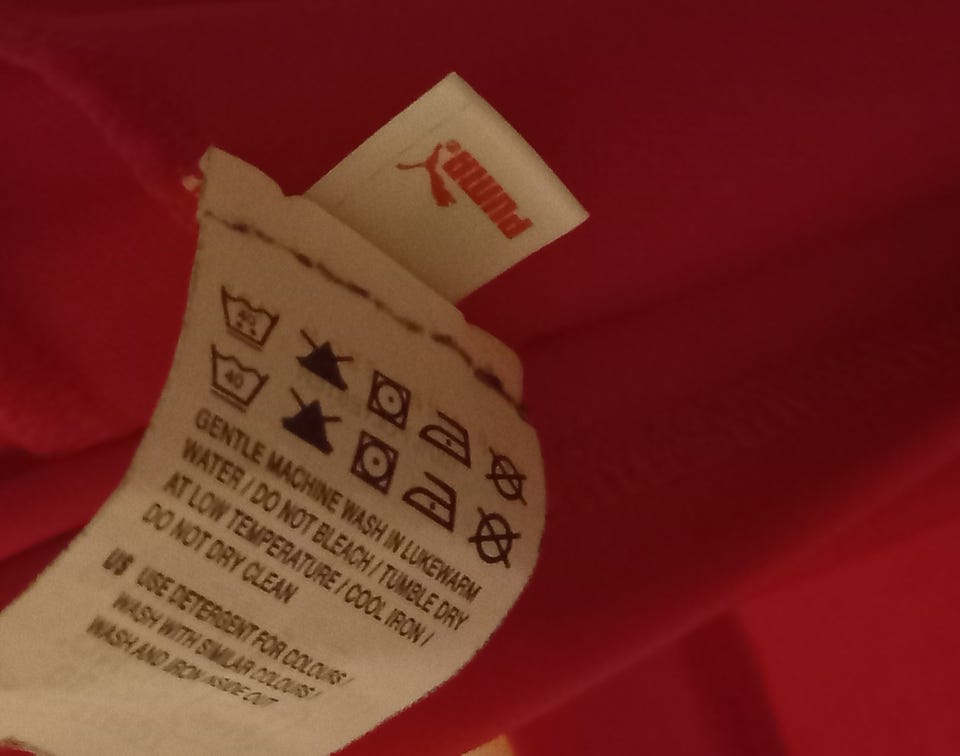 PUMA
40
40
GENTLE MACHINE WASH IN LUKEWARM
WATER / DO NOT BLEACH / TUMBLE DRY
AT LOW TEMPERATURE / COOL IRON /
DO NOT DRY CLEAN
US USE DETERGENT FOR COLOURS /
WASH WITH SIMILAR COLOURS /
WASH AND IRON INSIDE OUT